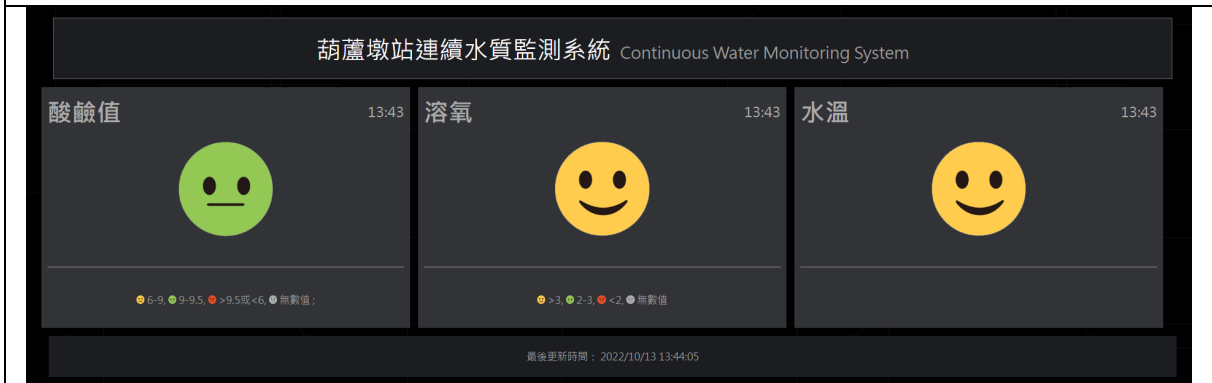 葫蘆墩站連續水質監測系統 Continuous Water Monitoring System
酸鹼值 13:43
溶氧 13:43
水溫 13:43
6-9, 9-9.5, >9.5或<6, 無數值 ;
>3, 2-3, <2, 無數值
最後更新時間： 2022/10/13 13:44:05